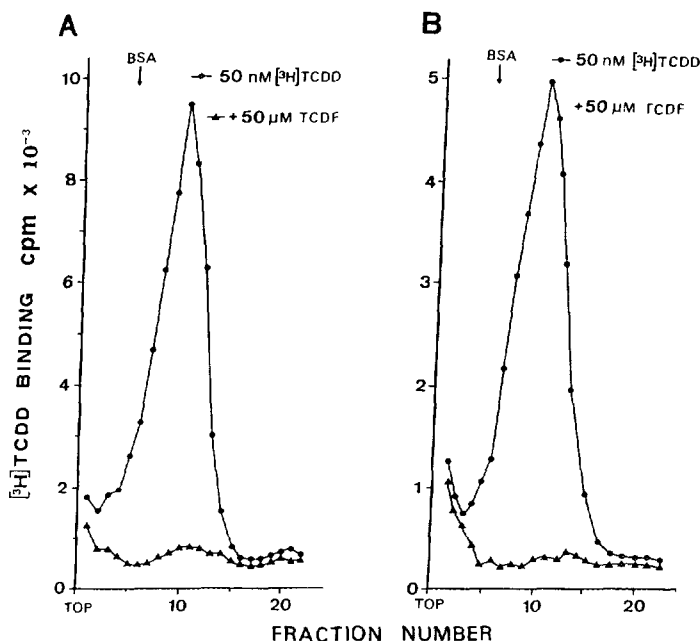 A
BSA
50 nM [³H]TCDD
+ 50 µM TCDF
10
8
6
4
2
0
TOP
10
20
B
BSA
50 nM [³H]TCDD
+50 µM TCDF
5
4
3
2
1
0
TOP
10
20
[³H]TCDD BINDING cpm X 10⁻³
FRACTION NUMBER